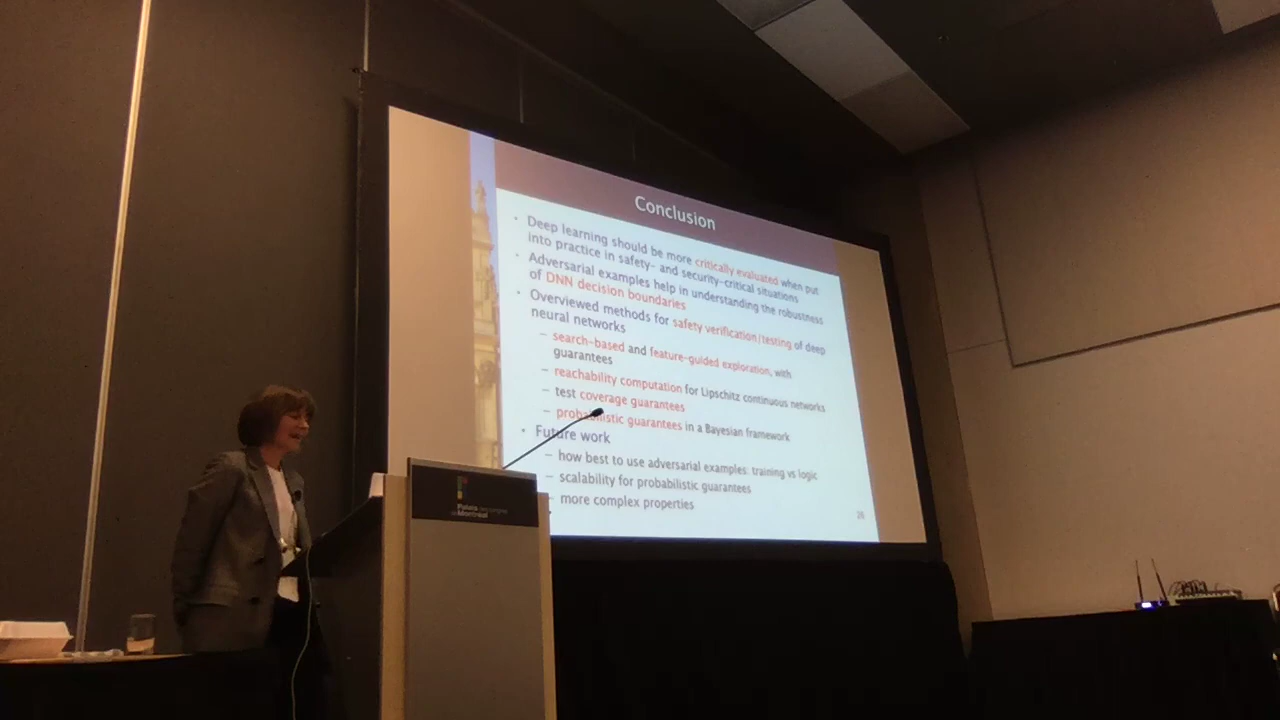 Conclusion
• Deep learning should be more critically evaluated when put
into practice in safety- and security-critical situations
• Adversarial examples help in understanding the robustness
of DNN decision boundaries
• Overviewed methods for safety verification/testing of deep
neural networks
– search-based and feature-guided exploration, with
guarantees
– reachability computation for Lipschitz continuous networks
– test coverage guarantees
– probabilistic guarantees in a Bayesian framework
• Future work
– how best to use adversarial examples: training vs logic
– scalability for probabilistic guarantees
– more complex properties
Palais
Montréal